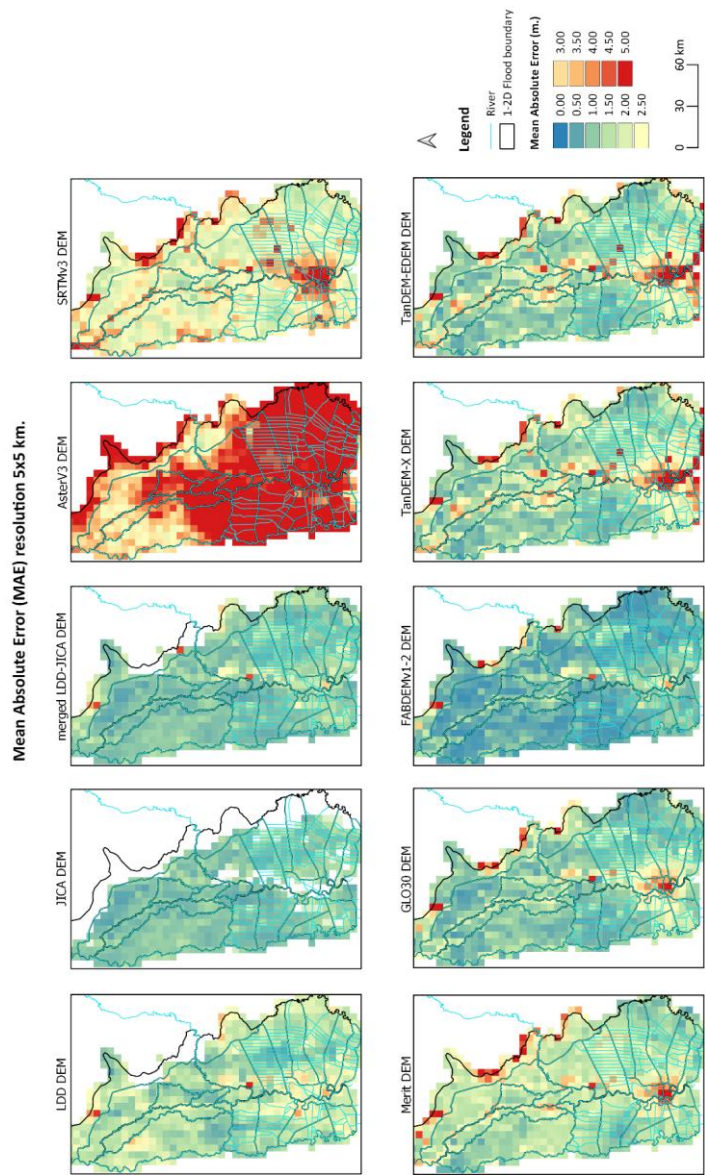 Mean Absolute Error (MAE) resolution 5x5 km.
LDD DEM
JICA DEM
merged LDD-JICA DEM
AsterV3 DEM
SRTMv3 DEM
Merit DEM
GLO30 DEM
FABDEMv1-2 DEM
TanDEM-X DEM
TanDEM-EDEM DEM
Legend
River
1-2D Flood boundary
Mean Absolute Error (m.)
0.00 3.00
0.50 3.50
1.00 4.00
1.50 4.50
2.00 5.00
2.50
0 30 60 km